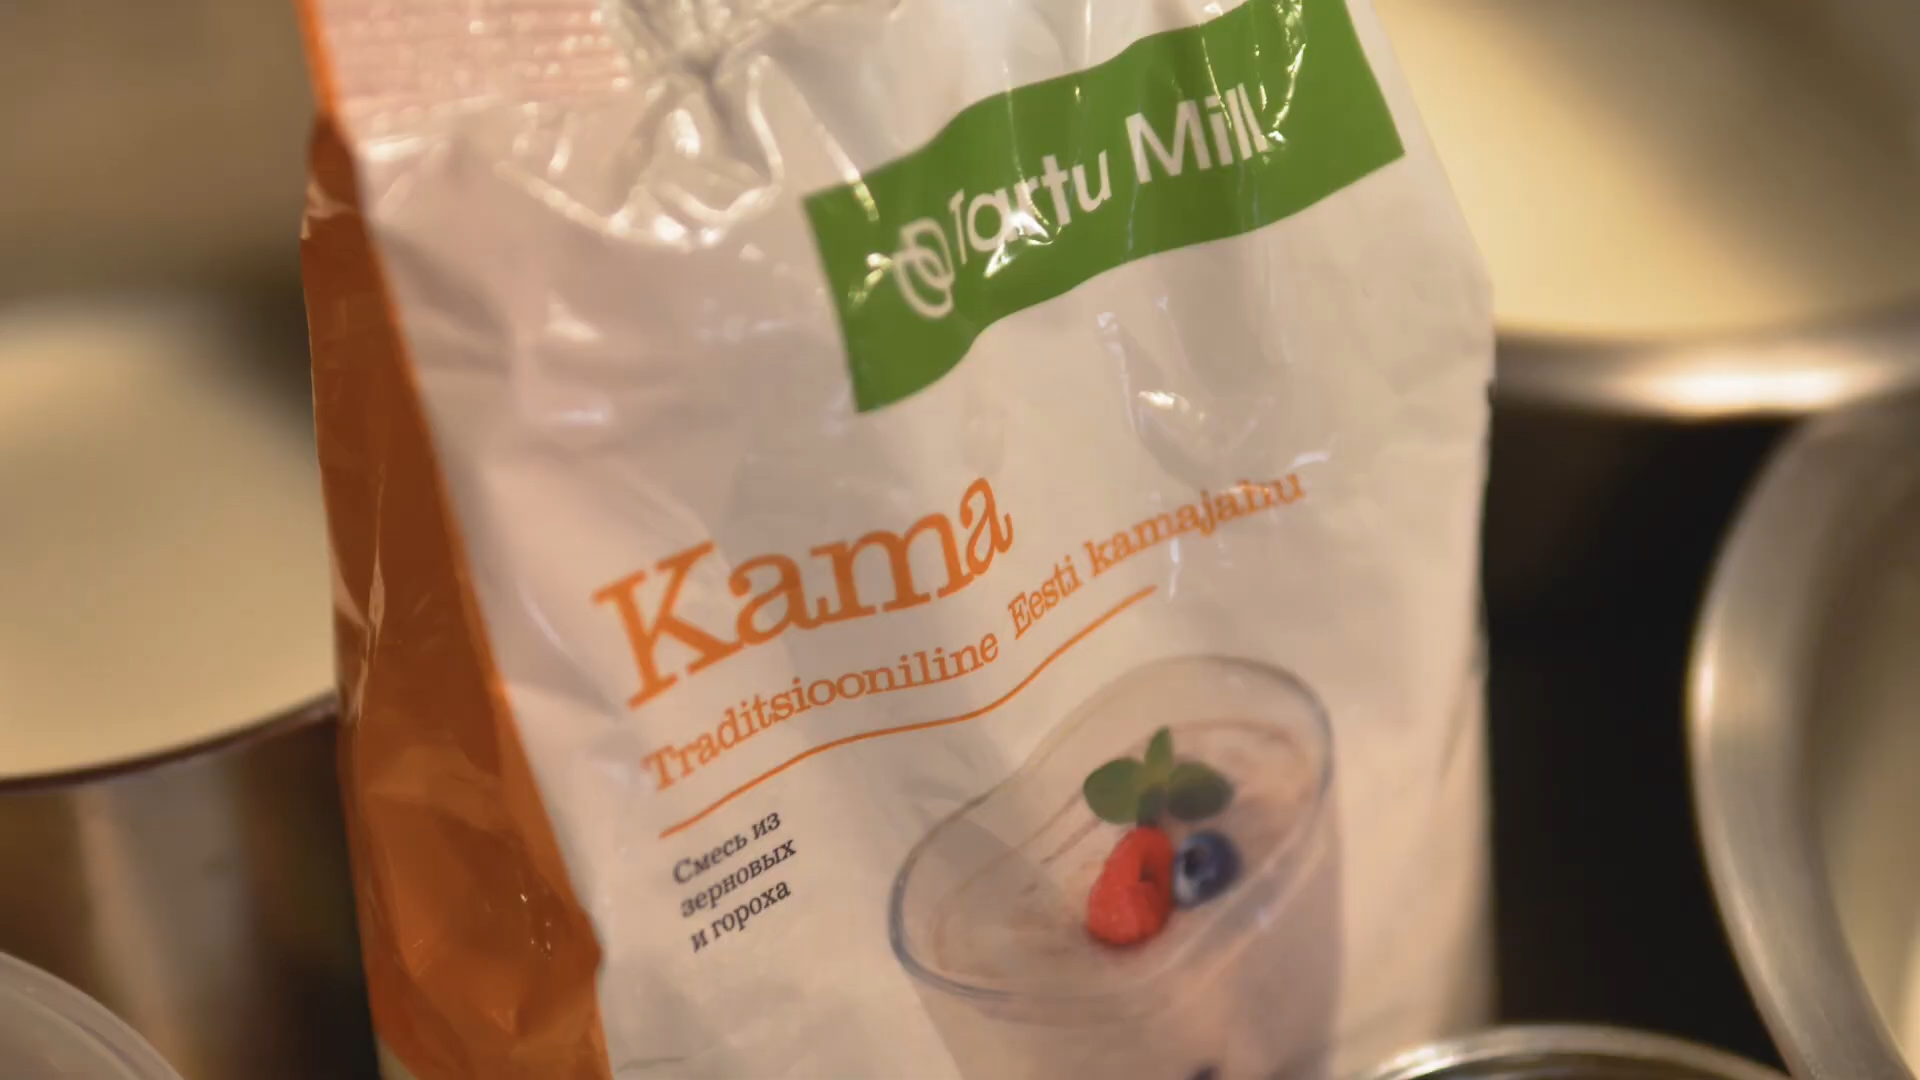 Tartu Mill
Kama
Traditsiooniline Eesti kamajahu
Смесь из
зерновых
и гороха